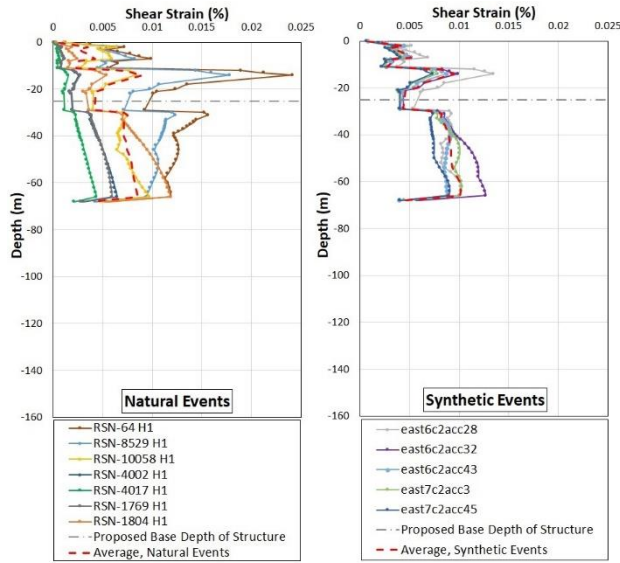 Shear Strain (%)
0 0.005 0.01 0.015 0.02 0.025
0
-20
-40
-60
-80
-100
-120
-140
-160
Depth (m)
Natural Events
RSN-64 H1
RSN-8529 H1
RSN-10058 H1
RSN-4002 H1
RSN-4017 H1
RSN-1769 H1
RSN-1804 H1
Proposed Base Depth of Structure
Average, Natural Events
Shear Strain (%)
0 0.005 0.01 0.015 0.02 0.025
0
-20
-40
-60
-80
-100
-120
-140
-160
Depth (m)
Synthetic Events
east6c2acc28
east6c2acc32
east6c2acc43
east7c2acc3
east7c2acc45
Proposed Base Depth of Structure
Average, Synthetic Events